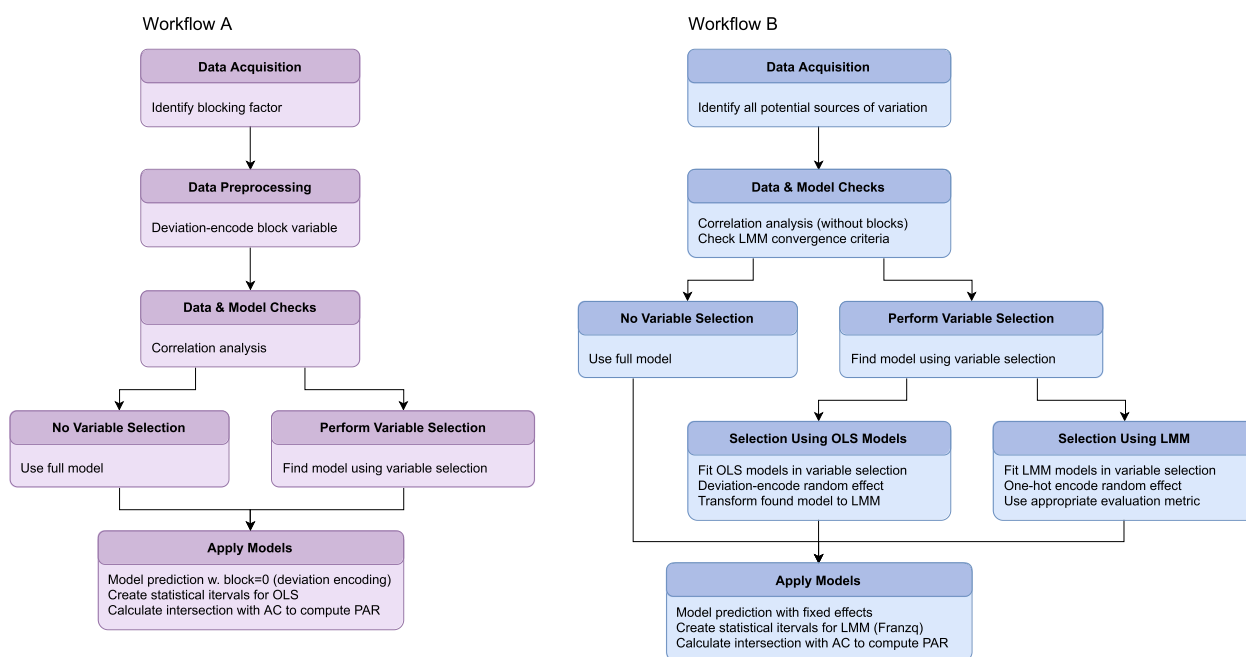 Workflow A
Data Acquisition
Identify blocking factor
Data Preprocessing
Deviation-encode block variable
Data & Model Checks
Correlation analysis
No Variable Selection
Use full model
Perform Variable Selection
Find model using variable selection
Apply Models
Model prediction w. block=0 (deviation encoding)
Create statistical itervals for OLS
Calculate intersection with AC to compute PAR
Workflow B
Data Acquisition
Identify all potential sources of variation
Data & Model Checks
Correlation analysis (without blocks)
Check LMM convergence criteria
No Variable Selection
Use full model
Perform Variable Selection
Find model using variable selection
Selection Using OLS Models
Fit OLS models in variable selection
Deviation-encode random effect
Transform found model to LMM
Selection Using LMM
Fit LMM models in variable selection
One-hot encode random effect
Use appropriate evaluation metric
Apply Models
Model prediction with fixed effects
Create statistical itervals for LMM (Franzq)
Calculate intersection with AC to compute PAR